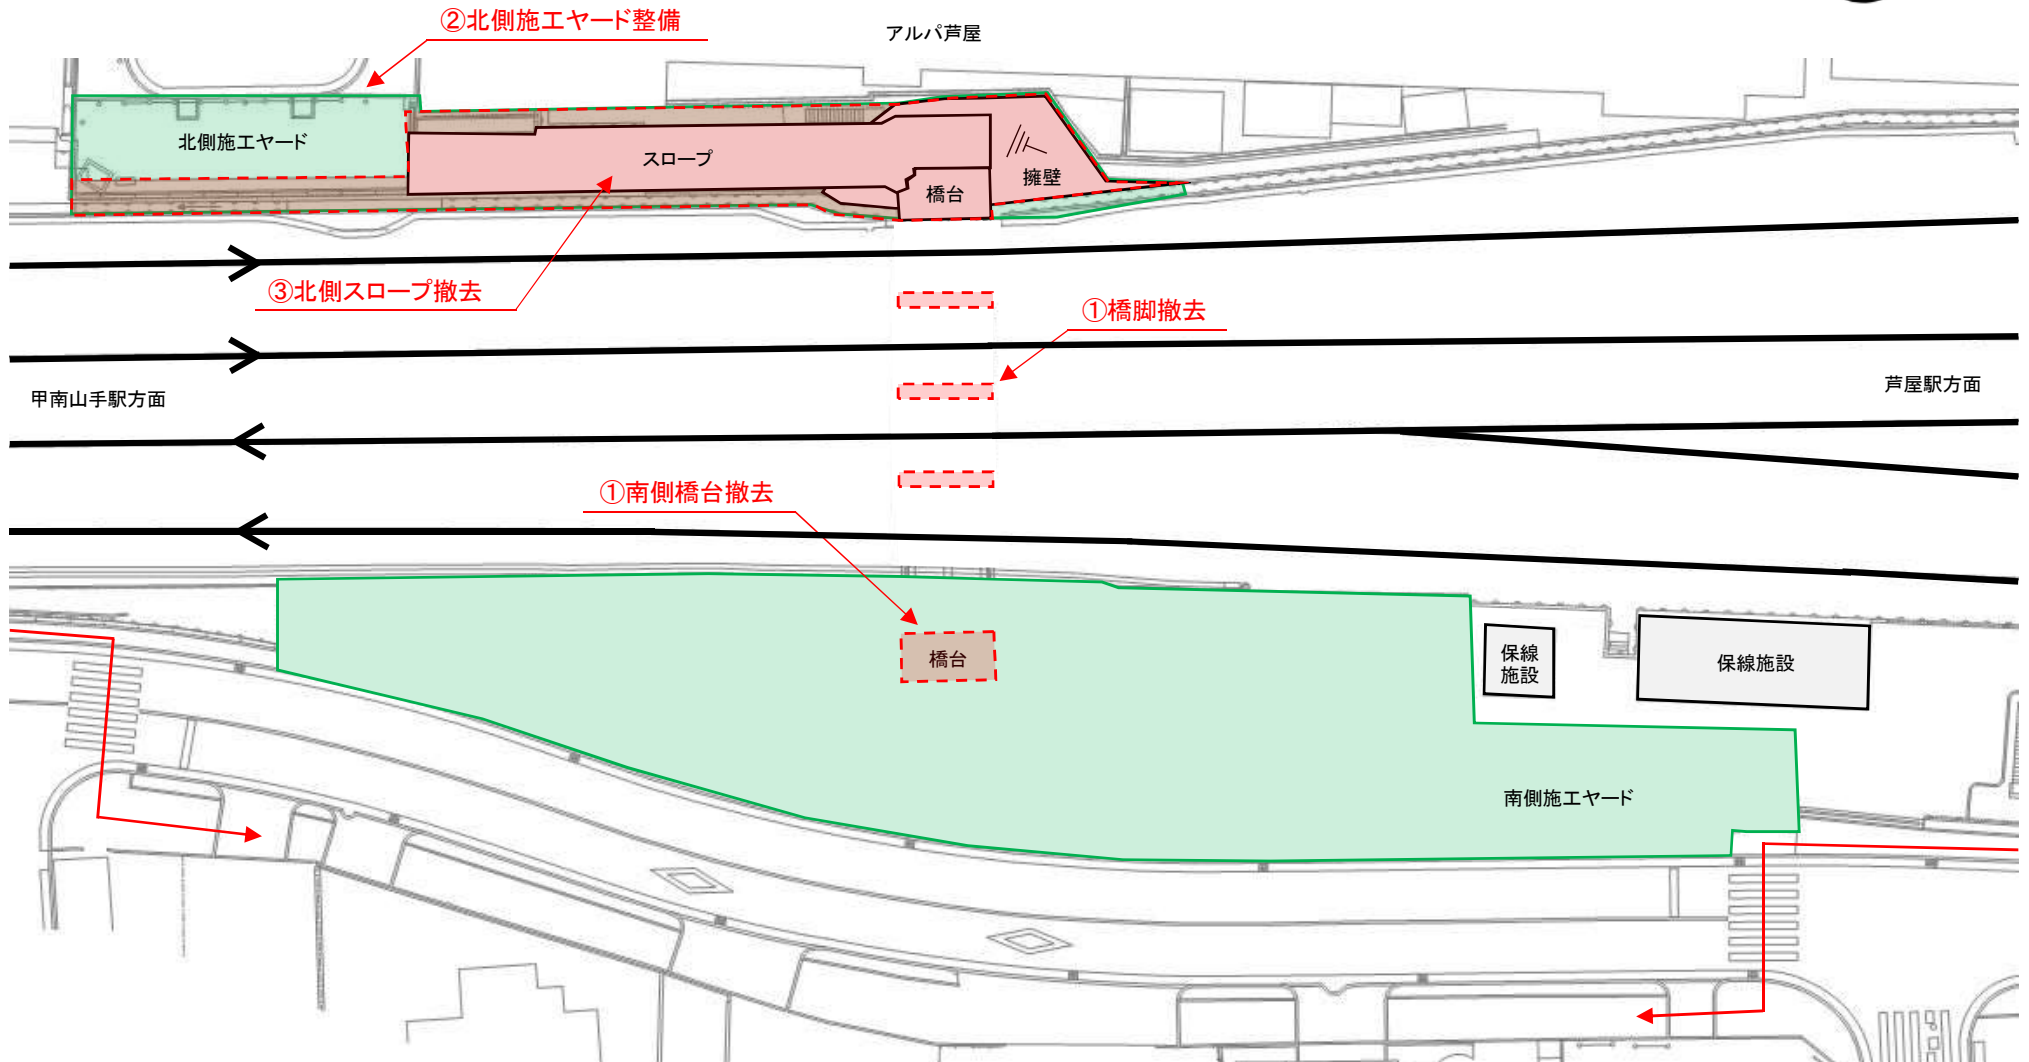 ②北側施工ヤード整備
アルパ芦屋
北側施工ヤード
スロープ
擁壁
橋台
③北側スロープ撤去
①橋脚撤去
甲南山手駅方面
芦屋駅方面
①南側橋台撤去
橋台
保線
施設
保線施設
南側施工ヤード